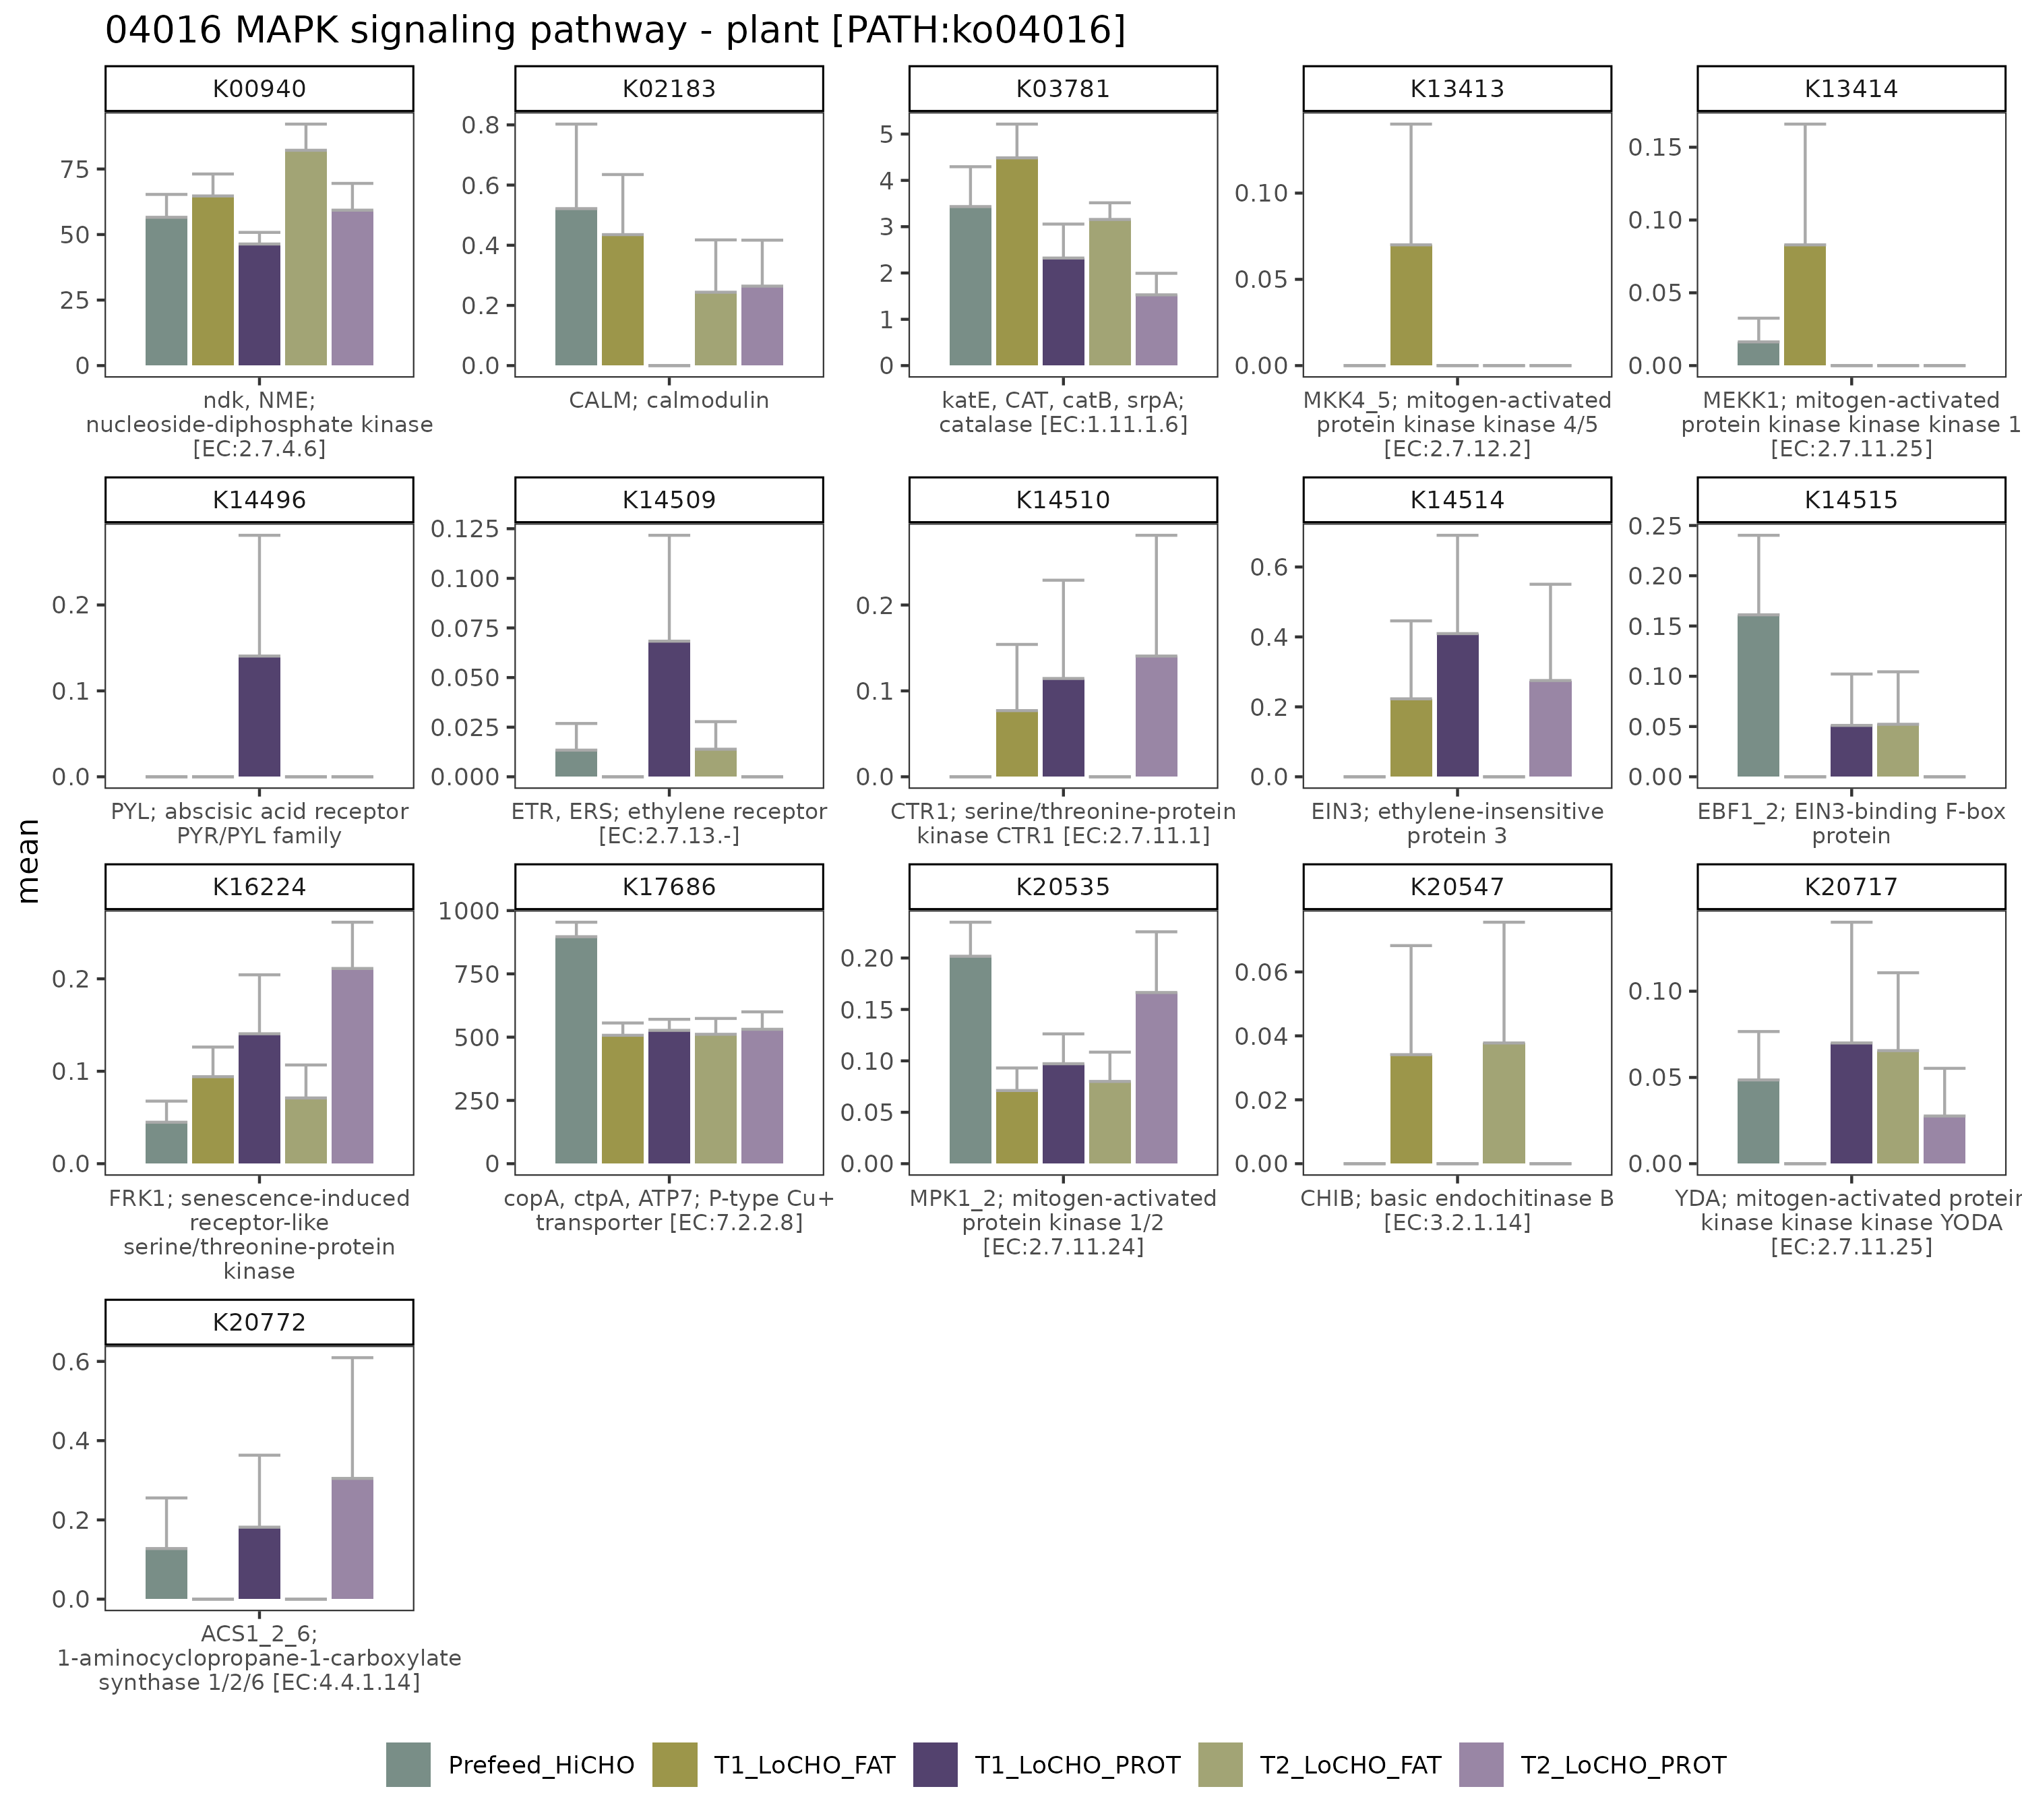 04016 MAPK signaling pathway - plant [PATH:ko04016]
mean
K00940
75
50
25
0
ndk, NME;
nucleoside-diphosphate kinase
[EC:2.7.4.6]
K02183
0.8
0.6
0.4
0.2
0.0
CALM; calmodulin
K03781
5
4
3
2
1
0
katE, CAT, catB, srpA;
catalase [EC:1.11.1.6]
K13413
0.10
0.05
0.00
MKK4_5; mitogen-activated
protein kinase kinase 4/5
[EC:2.7.12.2]
K13414
0.15
0.10
0.05
0.00
MEKK1; mitogen-activated
protein kinase kinase kinase 1
[EC:2.7.11.25]
K14496
0.2
0.1
0.0
PYL; abscisic acid receptor
PYR/PYL family
K14509
0.125
0.100
0.075
0.050
0.025
0.000
ETR, ERS; ethylene receptor
[EC:2.7.13.-]
K14510
0.2
0.1
0.0
CTR1; serine/threonine-protein
kinase CTR1 [EC:2.7.11.1]
K14514
0.6
0.4
0.2
0.0
EIN3; ethylene-insensitive
protein 3
K14515
0.25
0.20
0.15
0.10
0.05
0.00
EBF1_2; EIN3-binding F-box
protein
K16224
0.2
0.1
0.0
FRK1; senescence-induced
receptor-like
serine/threonine-protein
kinase
K17686
1000
750
500
250
0
copA, ctpA, ATP7; P-type Cu+
transporter [EC:7.2.2.8]
K20535
0.20
0.15
0.10
0.05
0.00
MPK1_2; mitogen-activated
protein kinase 1/2
[EC:2.7.11.24]
K20547
0.06
0.04
0.02
0.00
CHIB; basic endochitinase B
[EC:3.2.1.14]
K20717
0.10
0.05
0.00
YDA; mitogen-activated protein
kinase kinase kinase YODA
[EC:2.7.11.25]
K20772
0.6
0.4
0.2
0.0
ACS1_2_6;
1-aminocyclopropane-1-carboxylate
synthase 1/2/6 [EC:4.4.1.14]
Prefeed_HiCHO
T1_LoCHO_FAT
T1_LoCHO_PROT
T2_LoCHO_FAT
T2_LoCHO_PROT